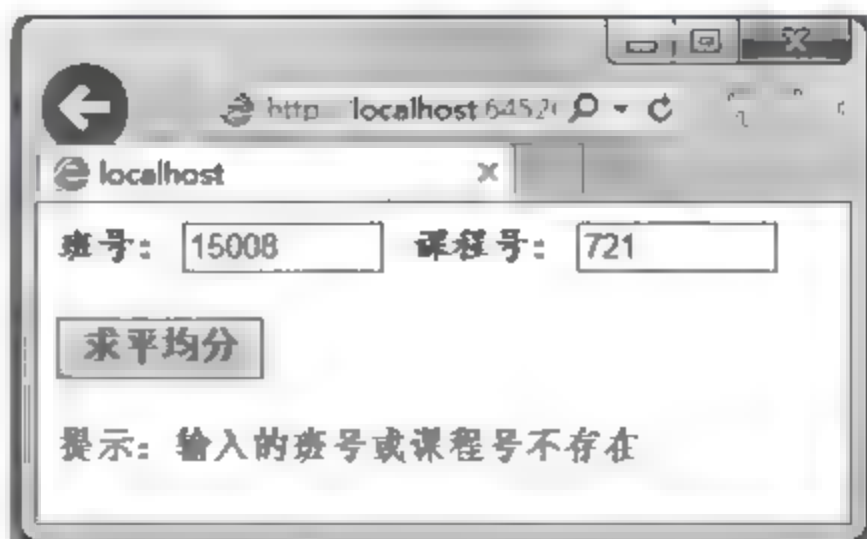 http localhost:6452
localhost
班号： 15008 课程号： 721
求平均分
提示：输入的班号或课程号不存在